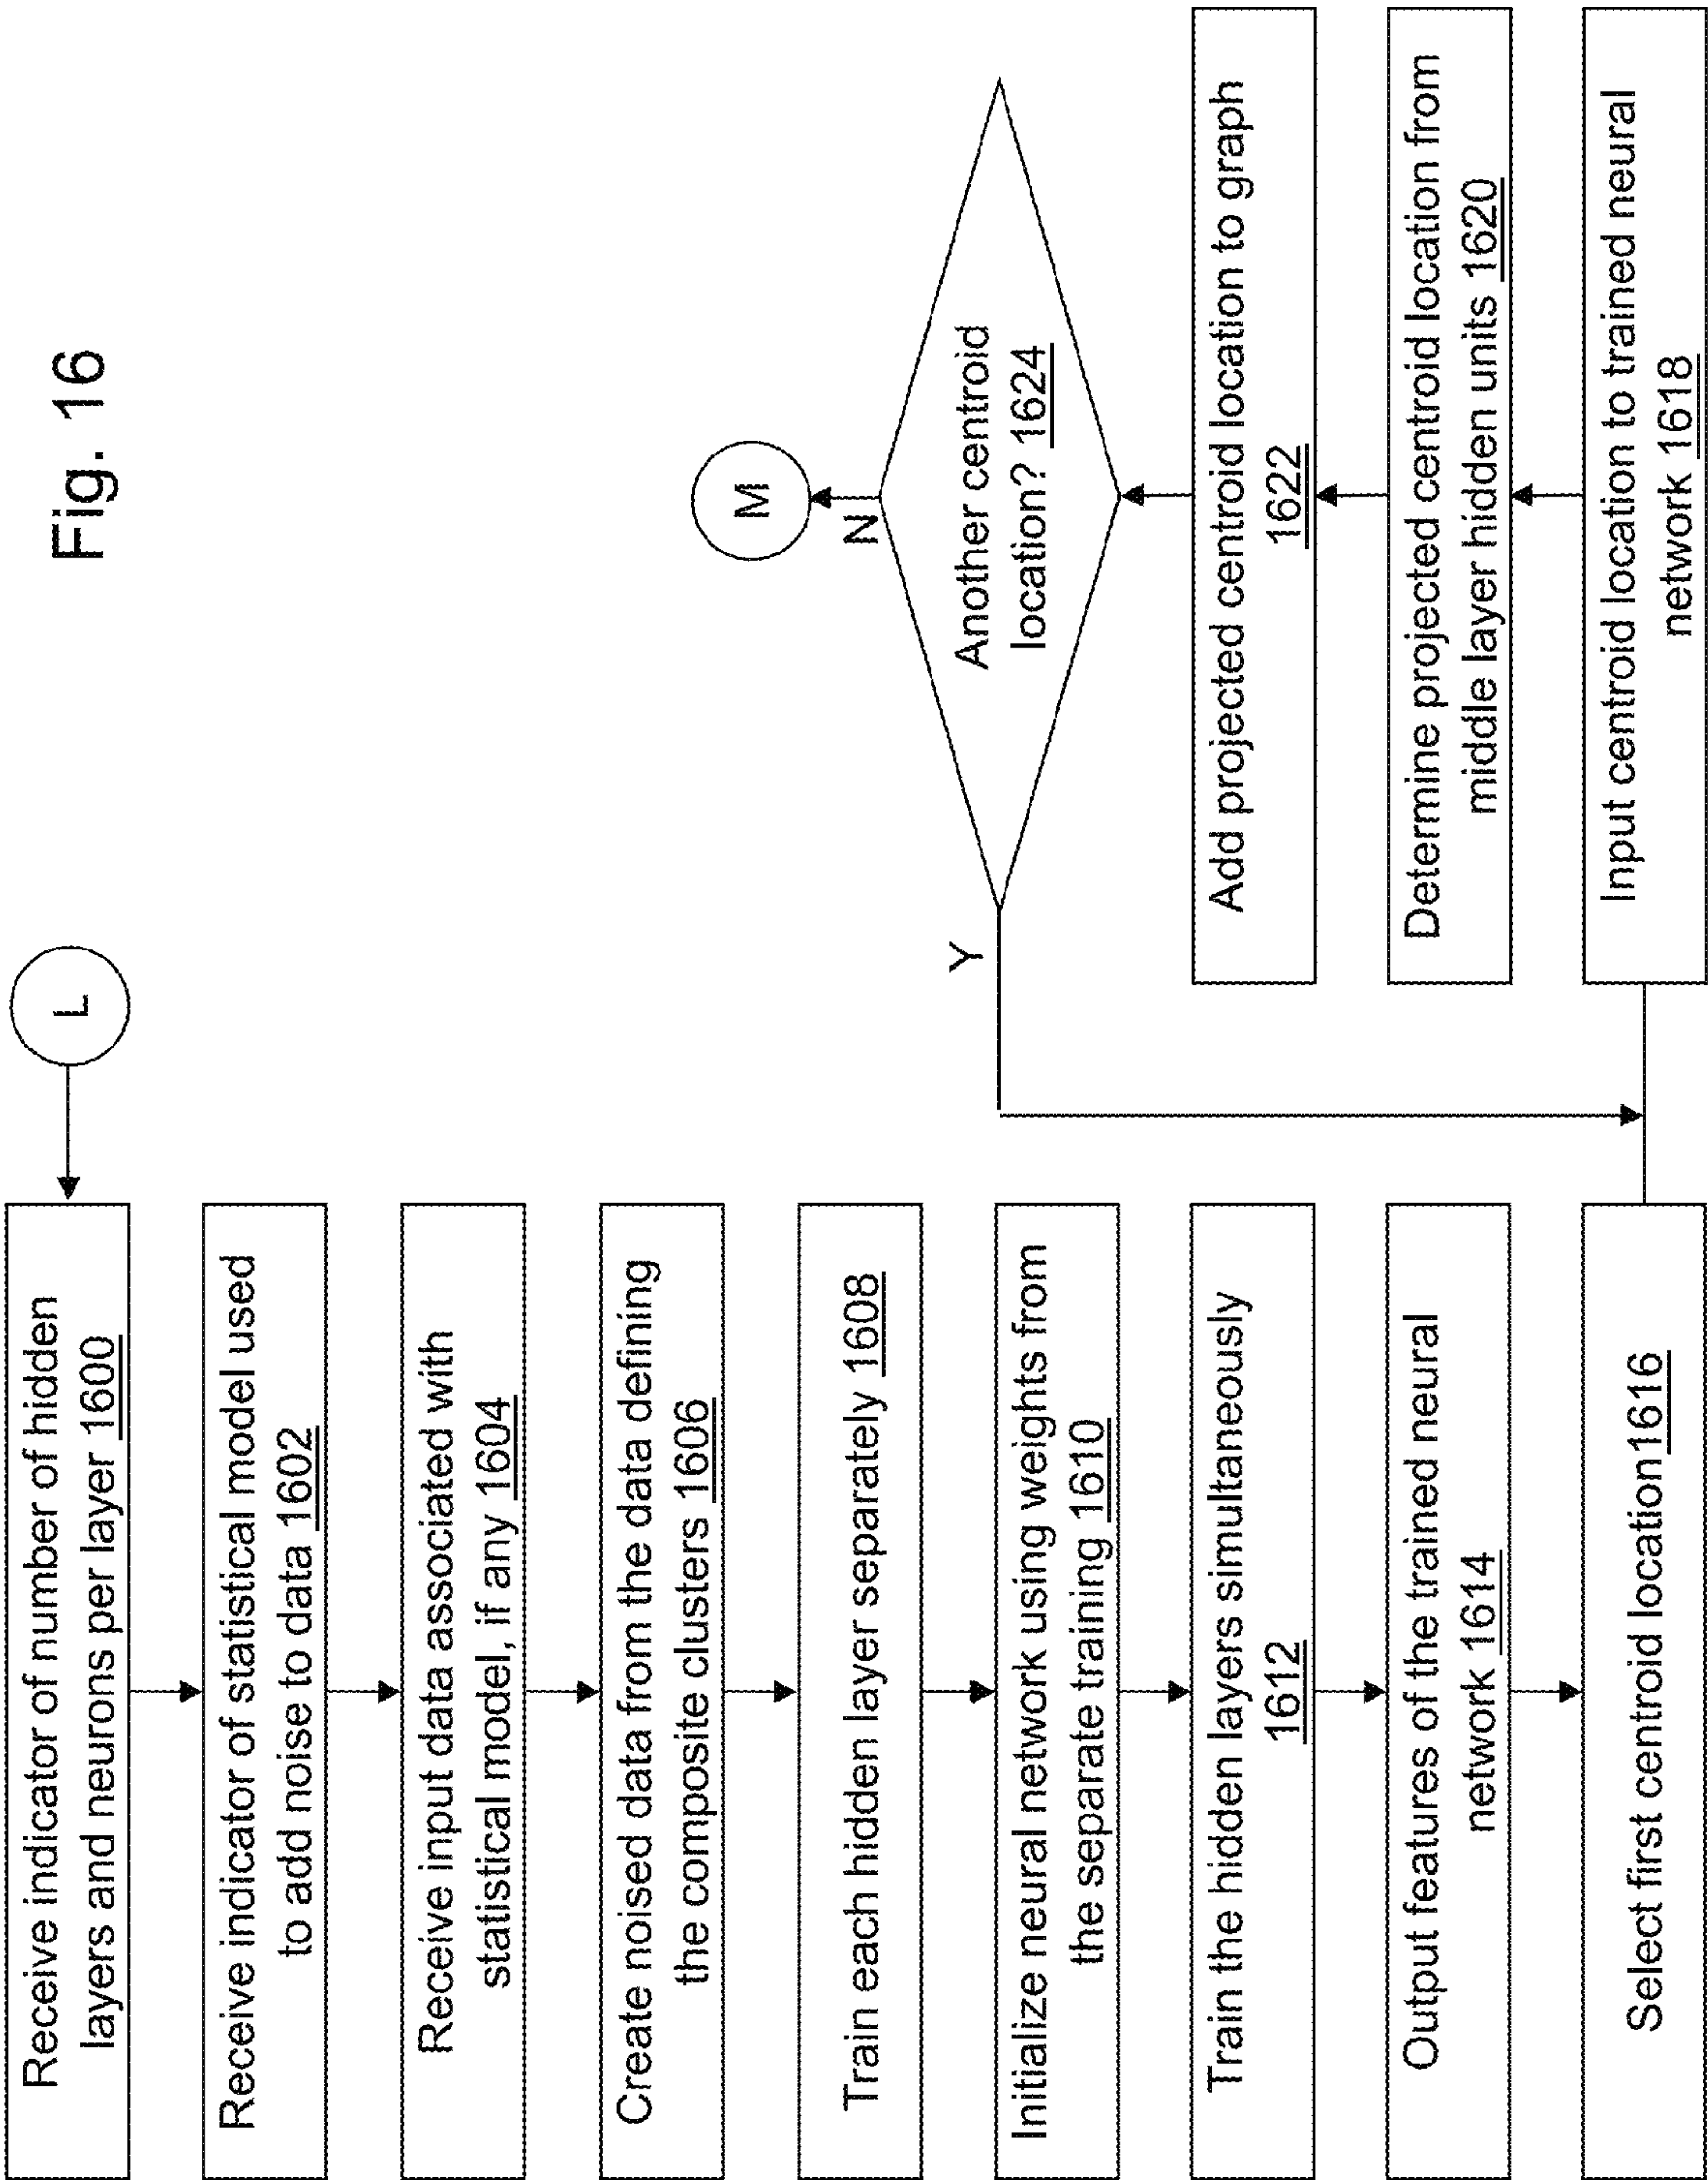 Fig. 16
L
Receive indicator of number of hidden
layers and neurons per layer 1600
Receive indicator of statistical model used
to add noise to data 1602
Receive input data associated with
statistical model, if any 1604
Create noised data from the data defining
the composite clusters 1606
Train each hidden layer separately 1608
Initialize neural network using weights from
the separate training 1610
Train the hidden layers simultaneously
1612
Output features of the trained neural
network 1614
Select first centroid location1616
Input centroid location to trained neural
network 1618
Determine projected centroid location from
middle layer hidden units 1620
Add projected centroid location to graph
1622
Another centroid
location? 1624
Y
N
M